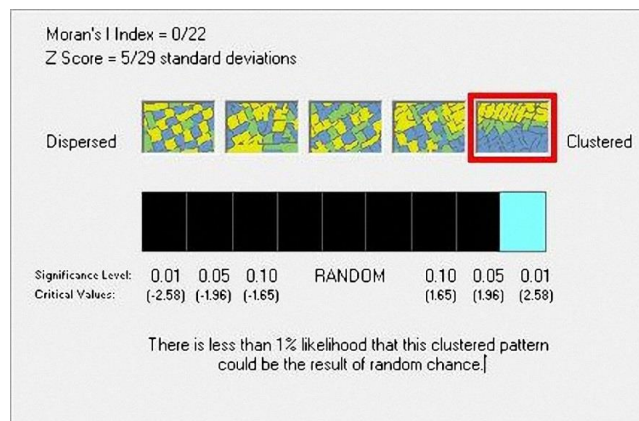 Moran's I Index = 0/22
Z Score = 5/29 standard deviations
Dispersed
Clustered
Significance Level: 0.01 0.05 0.10 RANDOM 0.10 0.05 0.01
Critical Values: (-2.58) (-1.96) (-1.65) (1.65) (1.96) (2.58)
There is less than 1% likelihood that this clustered pattern
could be the result of random chance.